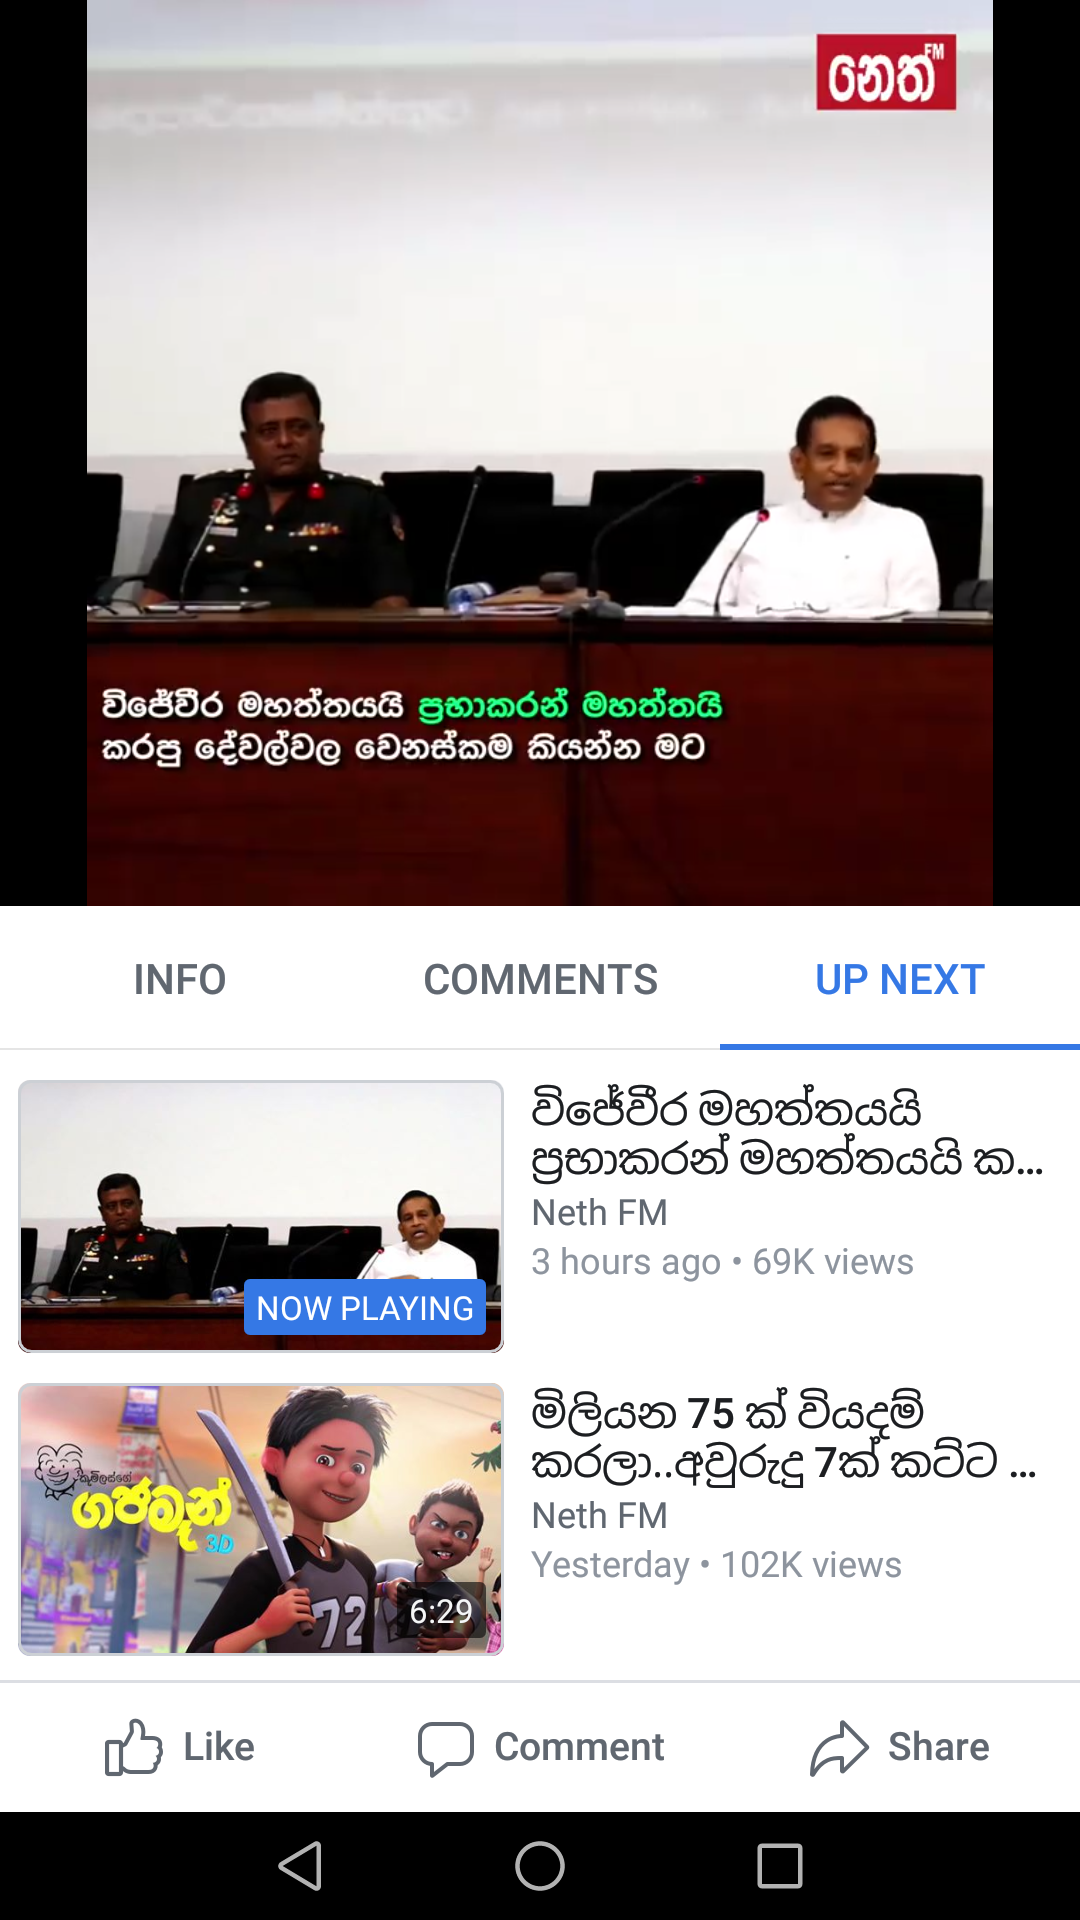 නෙත් FM
විජේවීර මහත්තයයි ප්‍රභාකරන් මහත්තයි
කරපු දේවල්වල වෙනස්කම කියන්න මට
INFO
COMMENTS
UP NEXT
විජේවීර මහත්තයයි
ප්‍රභාකරන් මහත්තයයි ක...
Neth FM
3 hours ago • 69K views
NOW PLAYING
මිලියන 75 ක් වියදම්
කරලා..අවුරුදු 7ක් කට්ට ...
Neth FM
Yesterday • 102K views
කැමිලස්ගේ
ගජමෑන්
3D
72
6:29
Like
Comment
Share